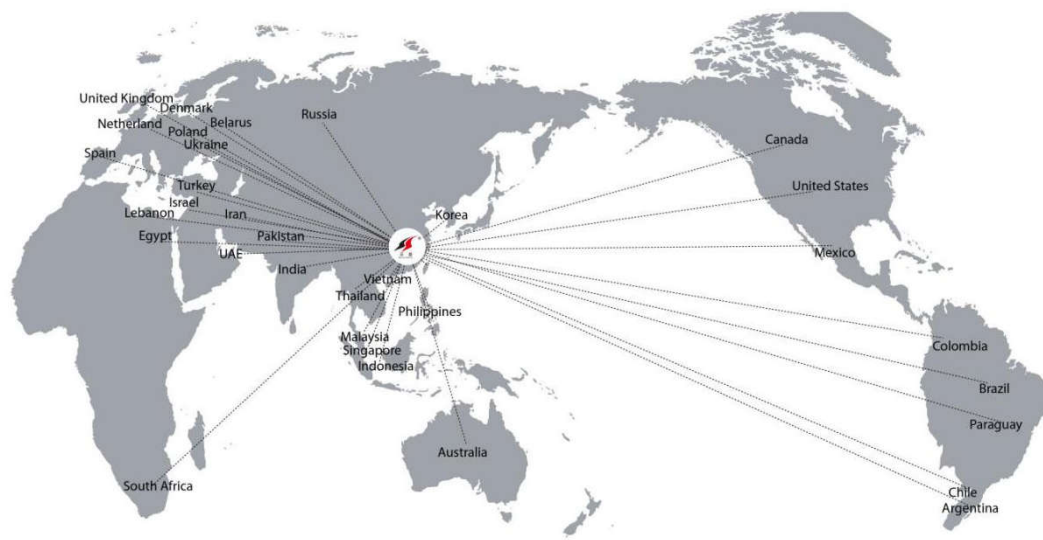 United Kingdom
Denmark
Netherland
Belarus
Poland
Ukraine
Spain
Russia
Turkey
Israel
Lebanon
Iran
Egypt
Pakistan
UAE
India
Korea
Vietnam
Thailand
Philippines
Malaysia
Singapore
Indonesia
Australia
South Africa
Canada
United States
Mexico
Colombia
Brazil
Paraguay
Chile
Argentina